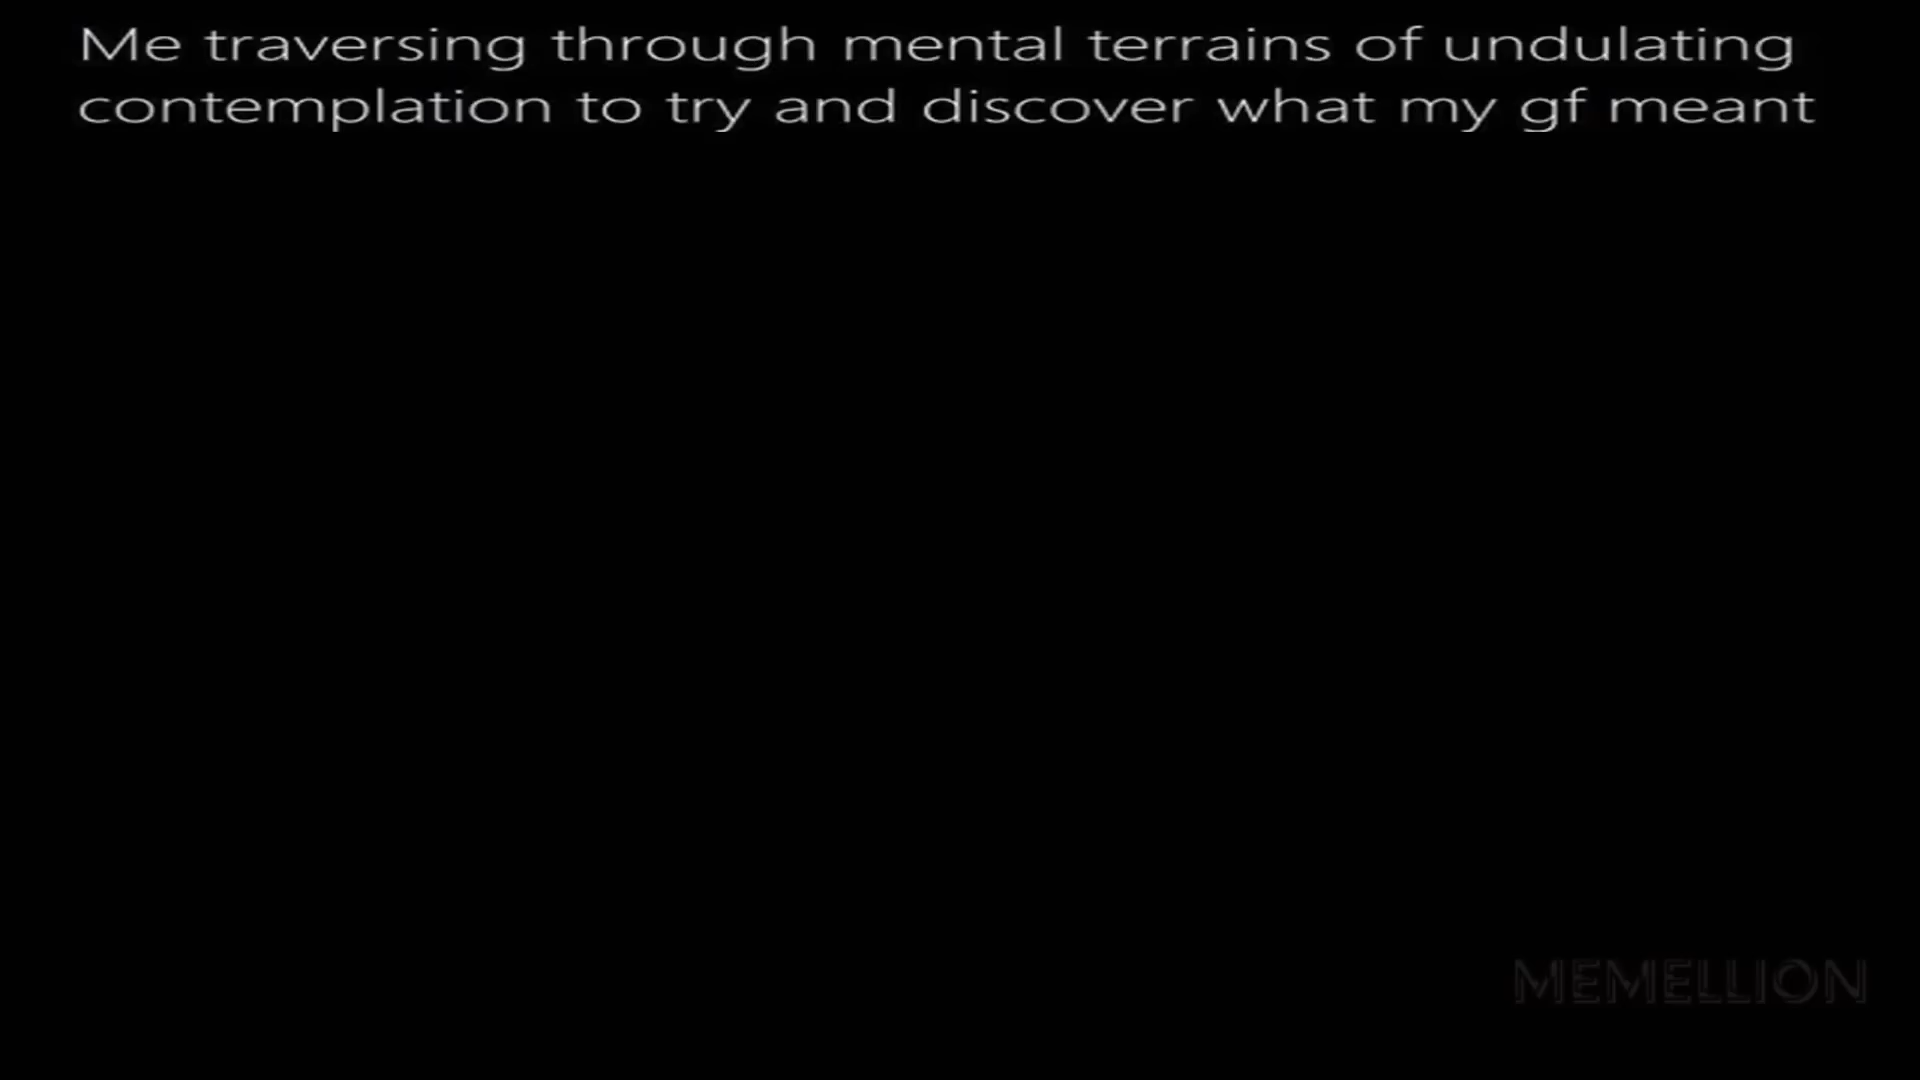 Me traversing through mental terrains of undulating
contemplation to try and discover what my gf meant
MEMELLION